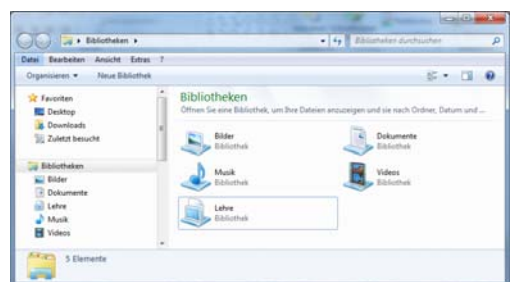 Bibliotheken
Bibliotheken durchsuchen
Datei Bearbeiten Ansicht Extras ?
Organisieren Neue Bibliothek
Favoriten
Desktop
Downloads
Zuletzt besucht
Bibliotheken
Bilder
Dokumente
Lehre
Musik
Videos
Bibliotheken
Öffnen Sie eine Bibliothek, um Ihre Dateien anzuzeigen und sie nach Ordner, Datum und ...
Bilder
Bibliothek
Dokumente
Bibliothek
Musik
Bibliothek
Videos
Bibliothek
Lehre
Bibliothek
5 Elemente